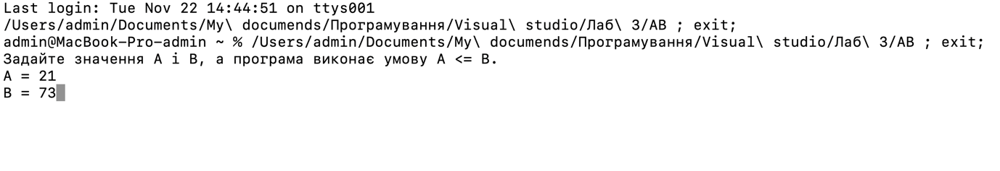 Last login: Tue Nov 22 14:44:51 on ttys001
/Users/admin/Documents/My\ documends/Програмування/Visual\ studio/Лаб\ 3/AB ; exit;
admin@MacBook-Pro-admin ~ % /Users/admin/Documents/My\ documends/Програмування/Visual\ studio/Лаб\ 3/AB ; exit;
Задайте значення А і В, а програма виконає умову А <= В.
A = 21
B = 73